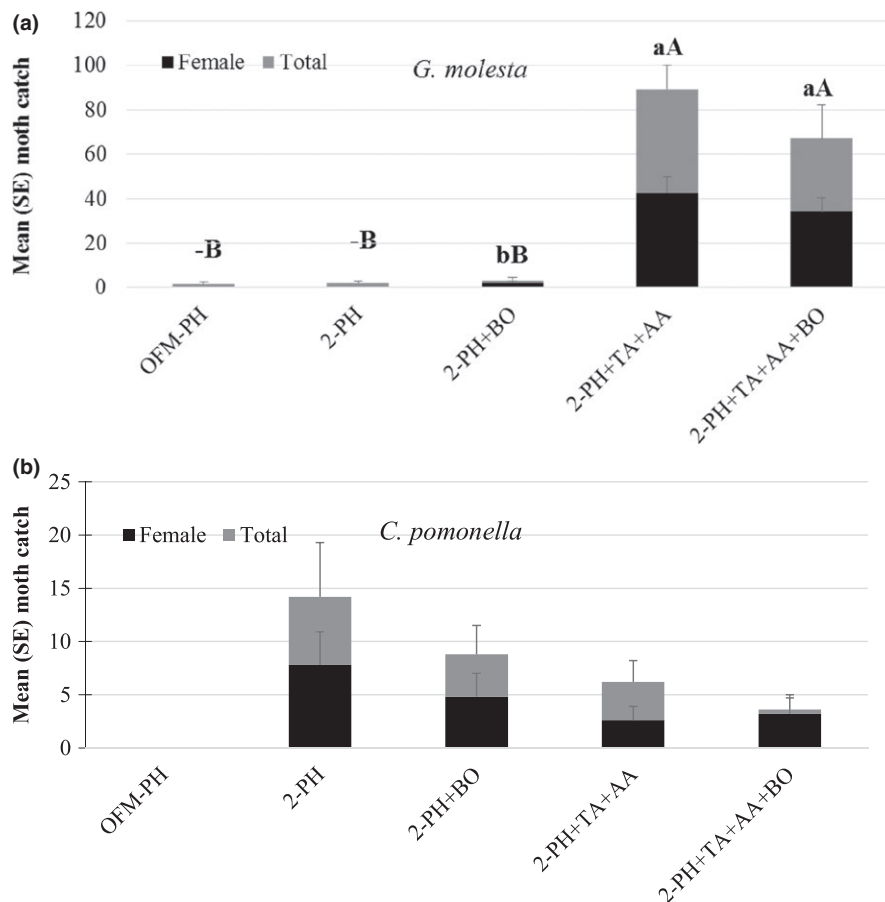 (a)
120
100
80
60
40
20
0
Mean (SE) moth catch
Female Total
G. molesta
-B
-B
bB
aA
aA
OFM-PH
2-PH
2-PH+BO
2-PH+TA+AA
2-PH+TA+AA+BO
(b)
25
20
15
10
5
0
Mean (SE) moth catch
Female Total
C. pomonella
OFM-PH
2-PH
2-PH+BO
2-PH+TA+AA
2-PH+TA+AA+BO